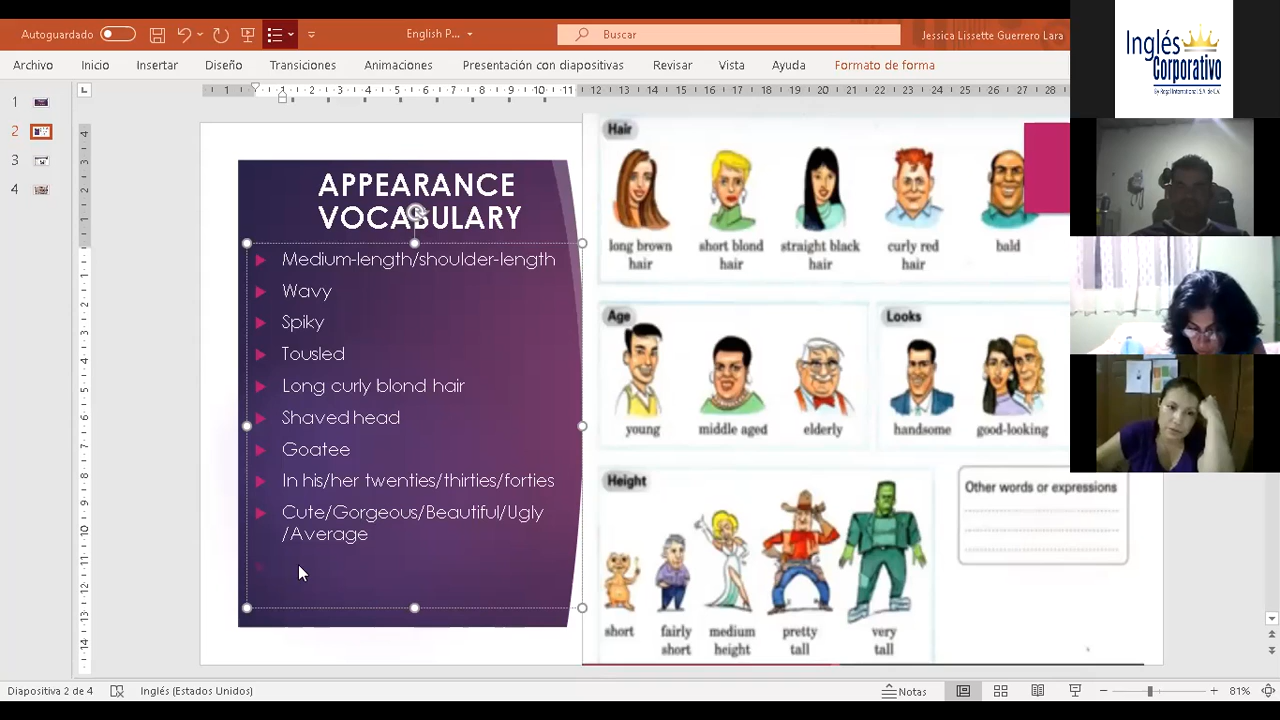 Autoguardado
English P...
Buscar
Jessica Lissette Guerrero Lara
Archivo Inicio Insertar Diseño Transiciones Animaciones Presentación con diapositivas Revisar Vista Ayuda Formato de forma
Inglés
Corporativo
1
2
3
4
APPEARANCE
VOCABULARY
Medium-length/shoulder-length
Wavy
Spiky
Tousled
Long curly blond hair
Shaved head
Goatee
In his/her twenties/thirties/forties
Cute/Gorgeous/Beautiful/Ugly
/Average
Hair
long brown
hair
short blond
hair
straight black
hair
curly red
hair
bald
Age
young
middle aged
elderly
Looks
handsome
good-looking
Height
short
fairly
short
medium
height
pretty
tall
very
tall
Other words or expressions
Diapositiva 2 de 4
Inglés (Estados Unidos)
Notas
81%